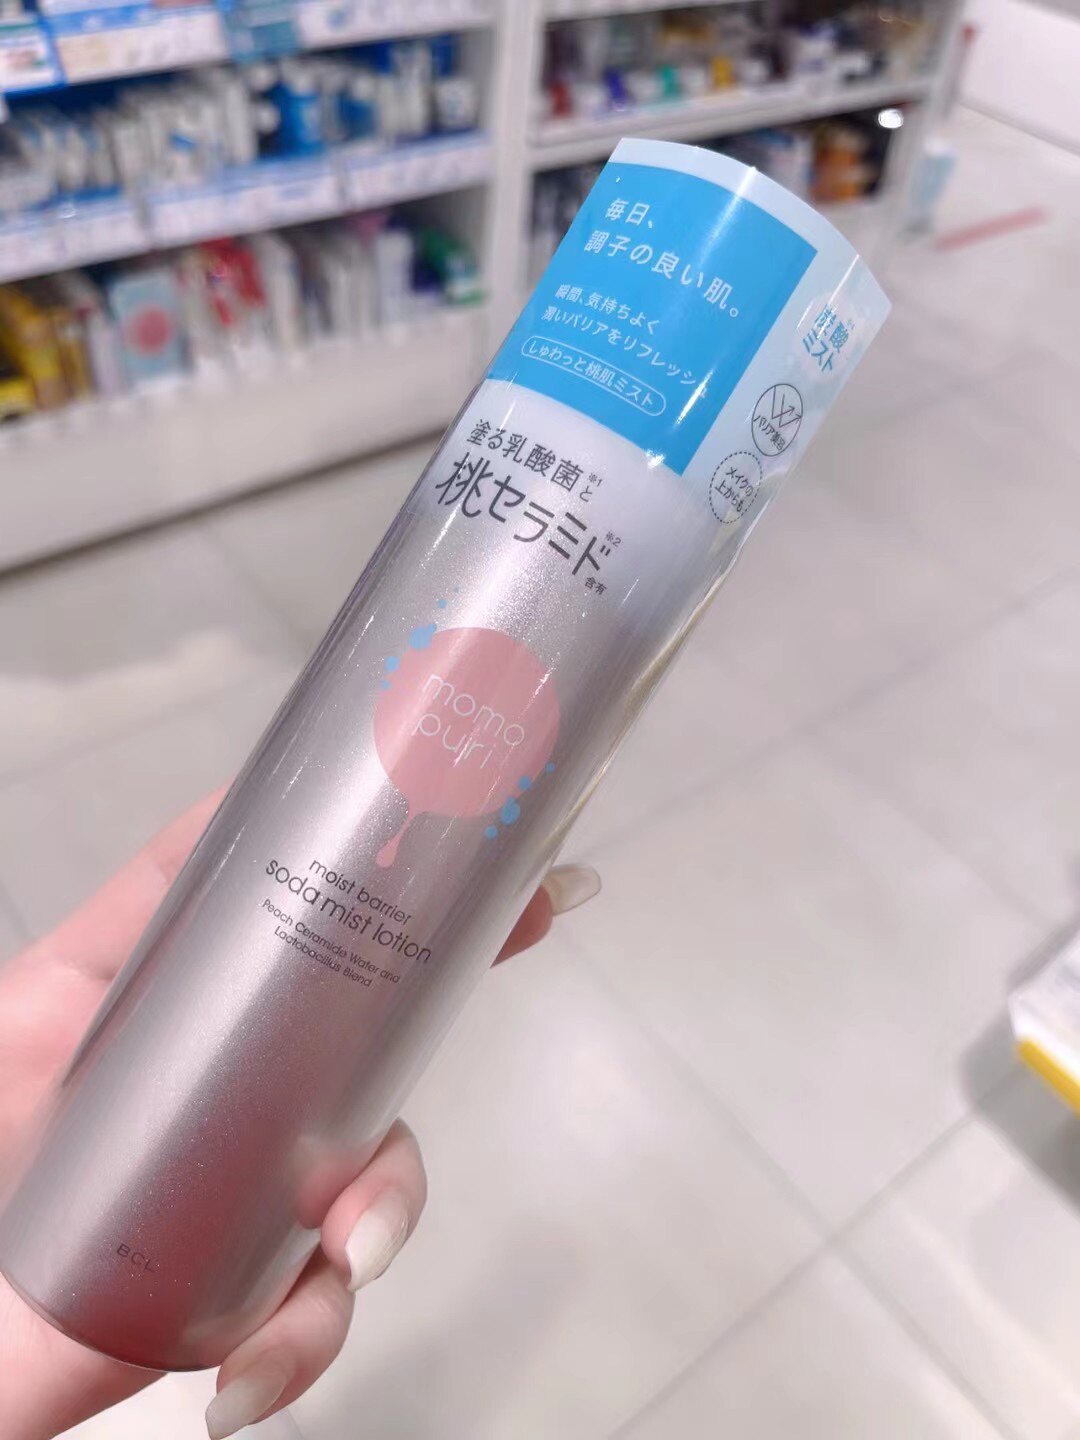 毎日、
調子の良い肌。
瞬間、気持ちよく
潤いバリアをリフレッシュ
しゅわっと桃肌ミスト
炭酸
ミスト
バリア美容
メイクの
上からも
塗る乳酸菌※1と
桃セラミド※2
含有
momo
puri
moist barrier
soda mist lotion
Peach Ceramide Water and
Lactobacillus Blend
BCL